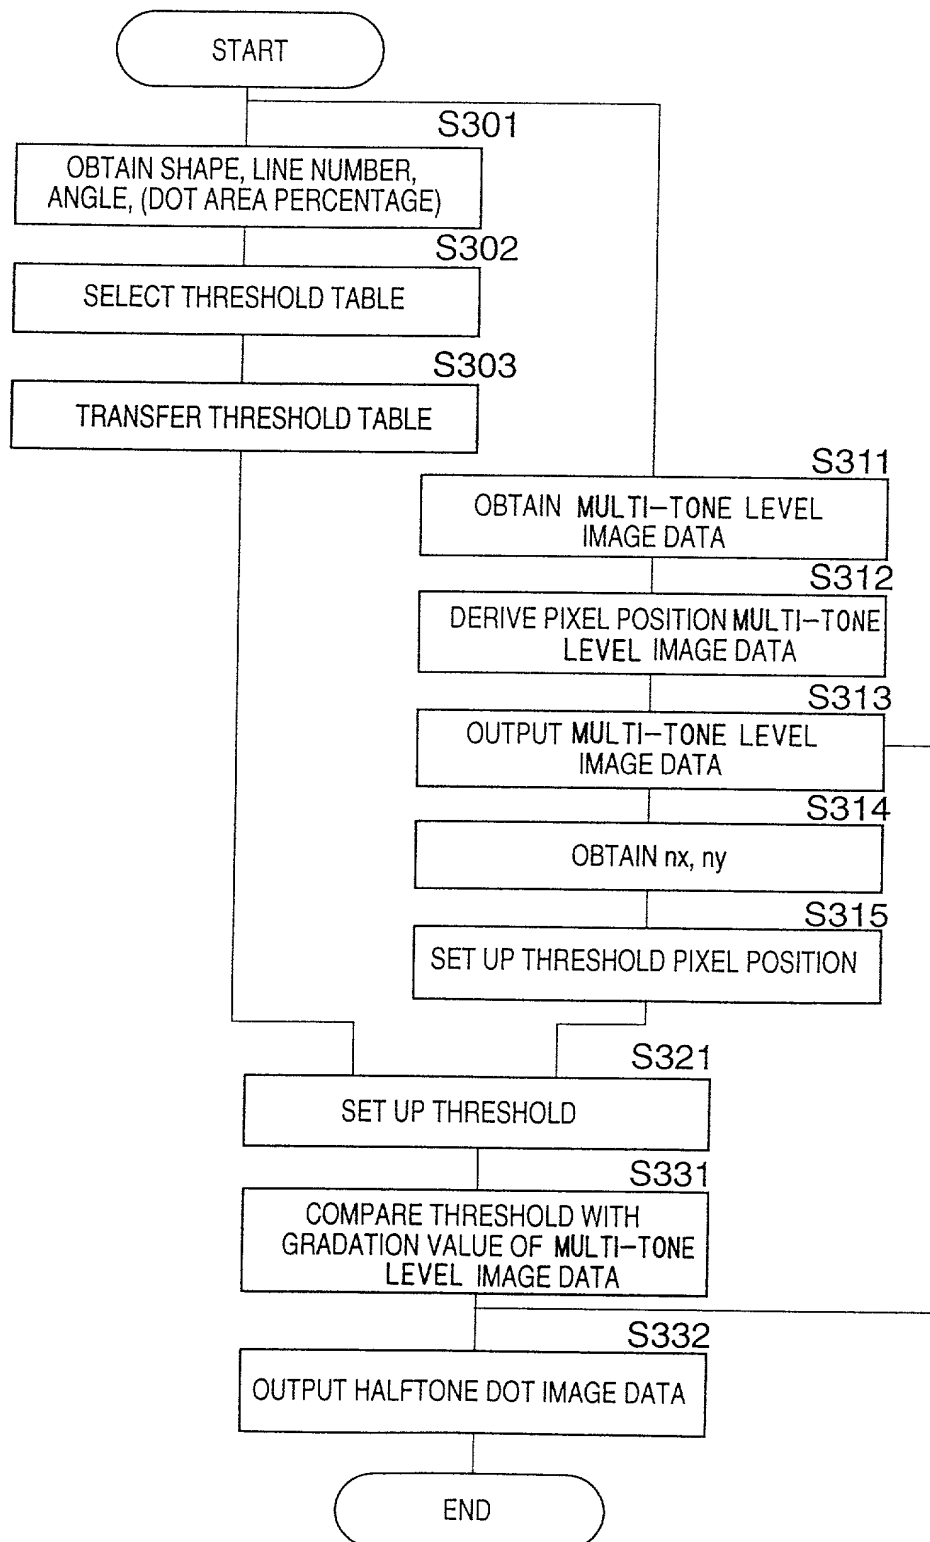 START
S301
OBTAIN SHAPE, LINE NUMBER,
ANGLE, (DOT AREA PERCENTAGE)
S302
SELECT THRESHOLD TABLE
S303
TRANSFER THRESHOLD TABLE
S311
OBTAIN MULTI-TONE LEVEL
IMAGE DATA
S312
DERIVE PIXEL POSITION MULTI-TONE
LEVEL IMAGE DATA
S313
OUTPUT MULTI-TONE LEVEL
IMAGE DATA
S314
OBTAIN nx, ny
S315
SET UP THRESHOLD PIXEL POSITION
S321
SET UP THRESHOLD
S331
COMPARE THRESHOLD WITH
GRADATION VALUE OF MULTI-TONE
LEVEL IMAGE DATA
S332
OUTPUT HALFTONE DOT IMAGE DATA
END